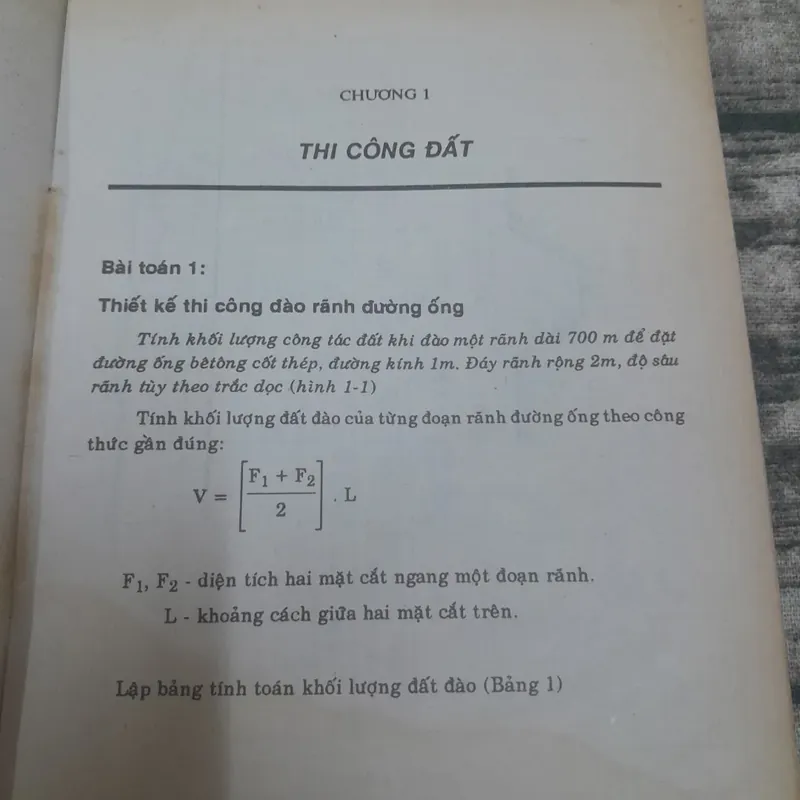 CHƯƠNG 1
THI CÔNG ĐẤT
Bài toán 1:
Thiết kế thi công đào rãnh đường ống
Tính khối lượng công tác đất khi đào một rãnh dài 700 m để đặt
đường ống bêtông cốt thép, đường kính 1m. Đáy rãnh rộng 2m, độ sâu
rãnh tùy theo trắc dọc (hình 1-1)
Tính khối lượng đất đào của từng đoạn rãnh đường ống theo công
thức gần đúng:
V = [(F₁ + F₂)/2] . L
F₁, F₂ - diện tích hai mặt cắt ngang một đoạn rãnh.
L - khoảng cách giữa hai mặt cắt trên.
Lập bảng tính toán khối lượng đất đào (Bảng 1)